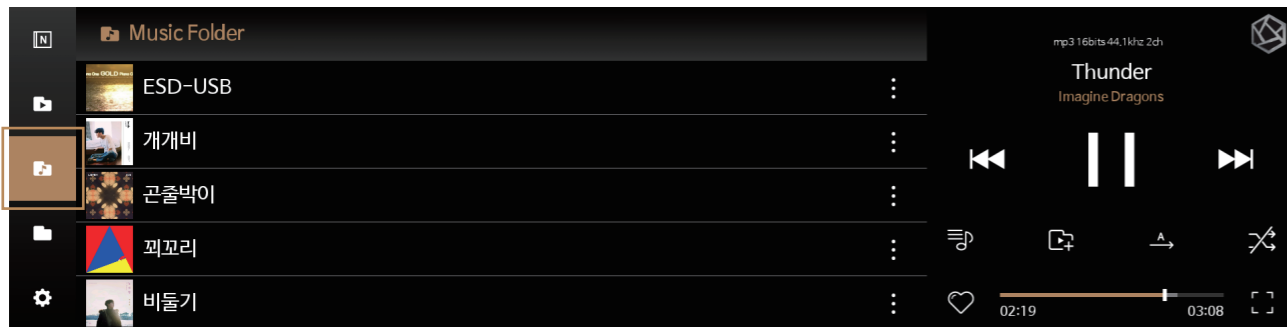 N
Music Folder
ESD-USB
개개비
곤줄박이
꾀꼬리
비둘기
mp3 16bits 44.1khz 2ch
Thunder
Imagine Dragons
A
02:19
03:08